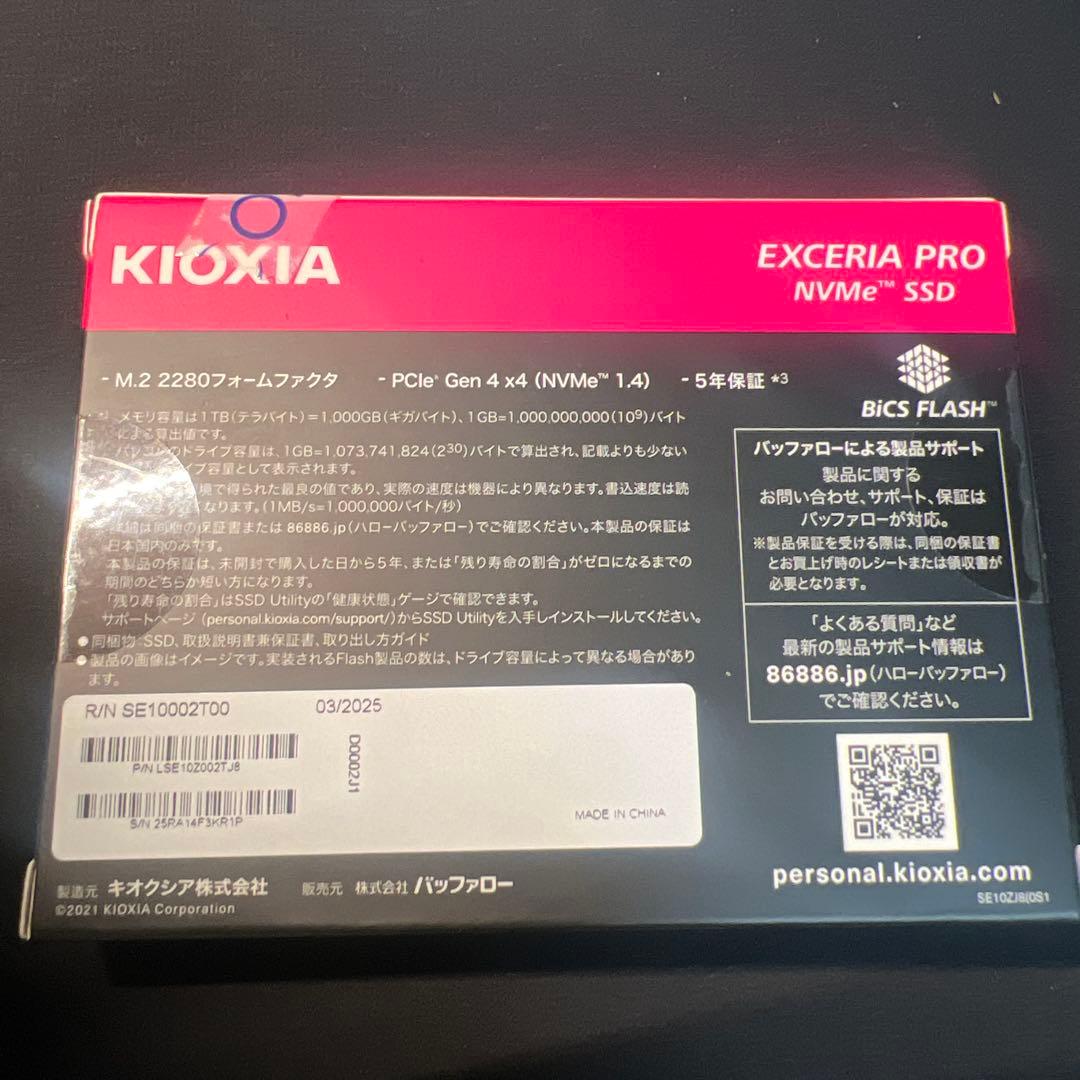 KIOXIA
EXCERIA PRO
NVMe™ SSD
- M.2 2280フォームファクタ - PCIe® Gen 4 x4 (NVMe™ 1.4) - 5年保証 *3
BiCS FLASH™
メモリ容量は1TB(テラバイト)=1,000GB(ギガバイト)、1GB=1,000,000,000(10⁹)バイト
による算出値です。
パソコンのドライブ容量は、1GB=1,073,741,824(2³⁰)バイトで算出され、記載よりも少ない
ドライブ容量として表示されます。
環境で得られた最良の値であり、実際の速度は機器により異なります。書込速度は読
なります。(1MB/s=1,000,000バイト/秒)
詳細は同梱の保証書または 86886.jp(ハローバッファロー)でご確認ください。本製品の保証は
日本国内のみです。
本製品の保証は、未開封で購入した日から5年、または「残り寿命の割合」がゼロになるまでの
期間のどちらか短い方になります。
「残り寿命の割合」はSSD Utilityの「健康状態」ゲージで確認できます。
サポートページ (personal.kioxia.com/support/)からSSD Utilityを入手しインストールしてください。
●同梱物:SSD、取扱説明書兼保証書、取り出し方ガイド
●製品の画像はイメージです。実装されるFlash製品の数は、ドライブ容量によって異なる場合があり
ます。
バッファローによる製品サポート
製品に関する
お問い合わせ、サポート、保証は
バッファローが対応。
※製品保証を受ける際は、同梱の保証書
とお買上げ時のレシートまたは領収書が
必要となります。
「よくある質問」など
最新の製品サポート情報は
86886.jp(ハローバッファロー)
でご確認ください。
R/N SE10002T00 03/2025
P/N LSE10Z002TJ8
D0002J1
S/N 25RA14F3KR1P
MADE IN CHINA
personal.kioxia.com
SE10ZJ8(0S1
製造元 キオクシア株式会社 販売元 株式会社 バッファロー
©2021 KIOXIA Corporation